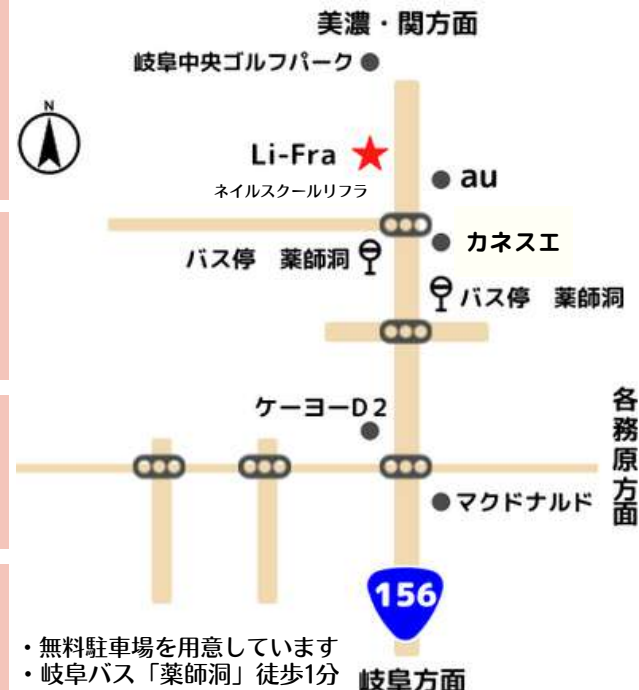 美濃・関方面
岐阜中央ゴルフパーク
N
Li-Fra
ネイルスクールリフラ
au
カネスエ
バス停 薬師洞
バス停 薬師洞
ケーヨーD2
各務原方面
マクドナルド
156
・無料駐車場を用意しています
・岐阜バス「薬師洞」徒歩1分
岐阜方面